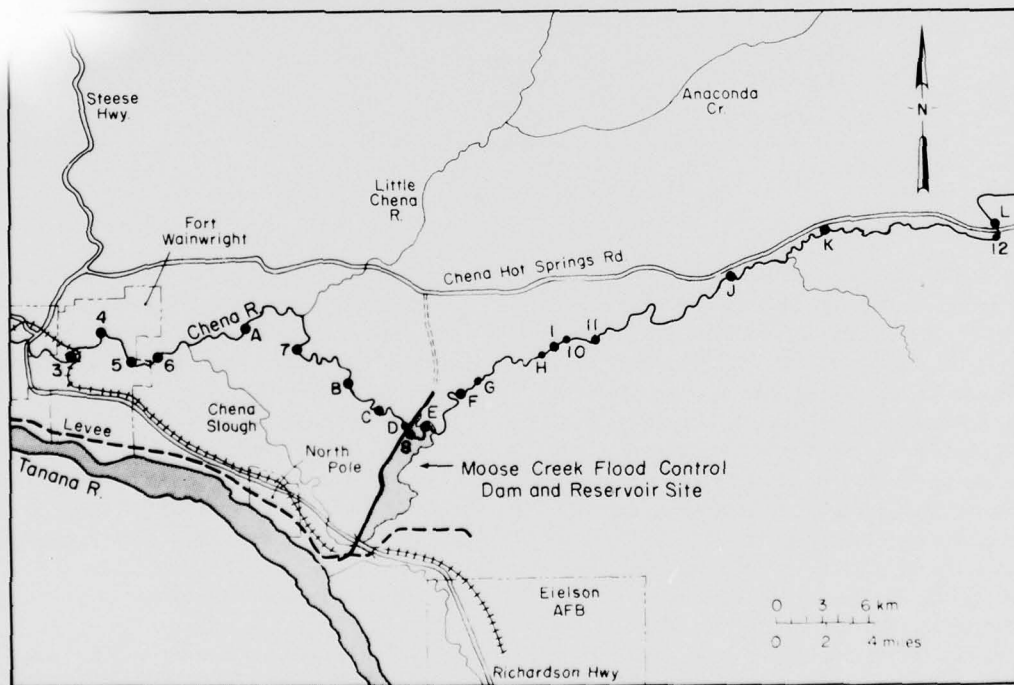 Steese
Hwy.
Anaconda
Cr.
N
Little
Chena
R.
Fort
Wainwright
L
K
12
Chena Hot Springs Rd
J
Chena R.
A
4
I
11
10
7
H
3
5
6
B
G
F
C
Chena
Slough
D
E
8
Levee
North
Pole
Moose Creek Flood Control
Dam and Reservoir Site
Tanana R.
Eielson
AFB
0 3 6 km
0 2 4 miles
Richardson Hwy